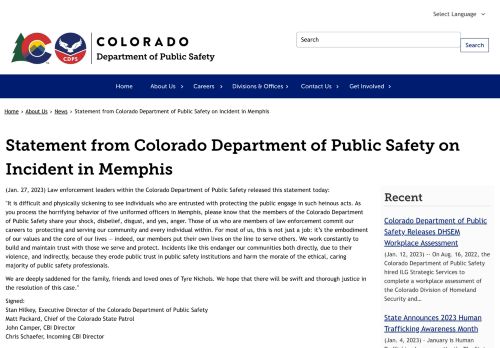 Select Language
COLORADO
Department of Public Safety
CDPS
Search
Search
Home
About Us
Careers
Divisions & Offices
Contact Us
Get Involved
Home › About Us › News › Statement from Colorado Department of Public Safety on Incident in Memphis
Statement from Colorado Department of Public Safety on
Incident in Memphis
(Jan. 27, 2023) Law enforcement leaders within the Colorado Department of Public Safety released this statement today:
"It is difficult and physically sickening to see individuals who are entrusted with protecting the public engage in such heinous acts. As
you process the horrifying behavior of five uniformed officers in Memphis, please know that the members of the Colorado Department
of Public Safety share your shock, disbelief, disgust, and yes, anger. Those of us who are members of law enforcement commit our
careers to protecting and serving our community and every individual within. For most of us, this is not just a job: it's the embodiment
of our values and the core of our lives — indeed, our members put their own lives on the line to serve others. We work constantly to
build and maintain trust with those we serve and protect. Incidents like this endanger our communities both directly, due to their
violence, and indirectly, because they erode public trust in public safety institutions and harm the morale of the ethical, caring
majority of public safety professionals.
We are deeply saddened for the family, friends and loved ones of Tyre Nichols. We hope that there will be swift and thorough justice in
the resolution of this case."
Signed:
Stan Hilkey, Executive Director of the Colorado Department of Public Safety
Matt Packard, Chief of the Colorado State Patrol
John Camper, CBI Director
Chris Schaefer, Incoming CBI Director
Recent
Colorado Department of Public
Safety Releases DHSEM
Workplace Assessment
(Jan. 12, 2023) -- On Aug. 16, 2022, the
Colorado Department of Public Safety
hired ILG Strategic Services to
complete a workplace assessment of
the Colorado Division of Homeland
Security and…
State Announces 2023 Human
Trafficking Awareness Month
(Jan. 4, 2023) - January is Human